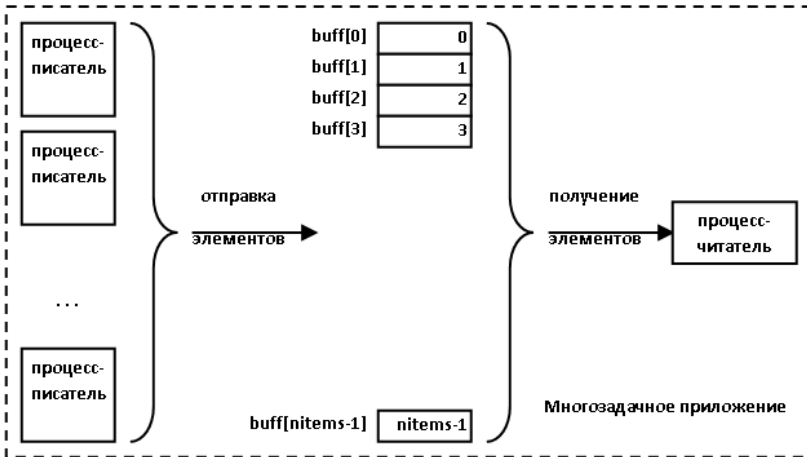 процесс-
писатель
процесс-
писатель
...
процесс-
писатель
отправка
элементов
buff[0] 0
buff[1] 1
buff[2] 2
buff[3] 3
buff[nitems-1] nitems-1
получение
элементов
процесс-
читатель
Многозадачное приложение